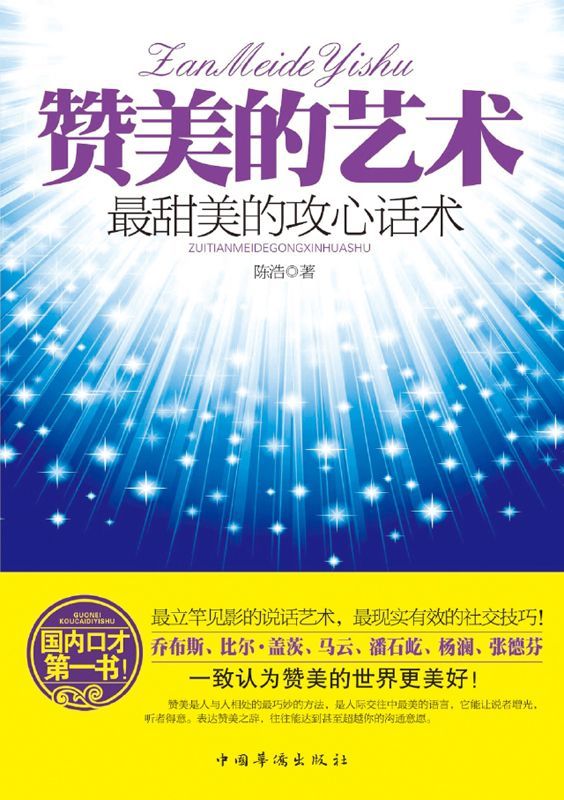 ZanMeideYishu
赞美的艺术
最甜美的攻心话术
ZUITIANMEIDEGONGXINHUASHU
陈浩◎著
GUONEI
KOUCAIDIYISHU
国内口才
第一书!
最立竿见影的说话艺术，最现实有效的社交技巧!
乔布斯、比尔·盖茨、马云、潘石屹、杨澜、张德芬
一致认为赞美的世界更美好!
赞美是人与人相处的最巧妙的方法，是人际交往中最美的语言，它能让说者增光，
听者得意。表达赞美之辞，往往能达到甚至超越你的沟通意愿。
中国華僑出版社